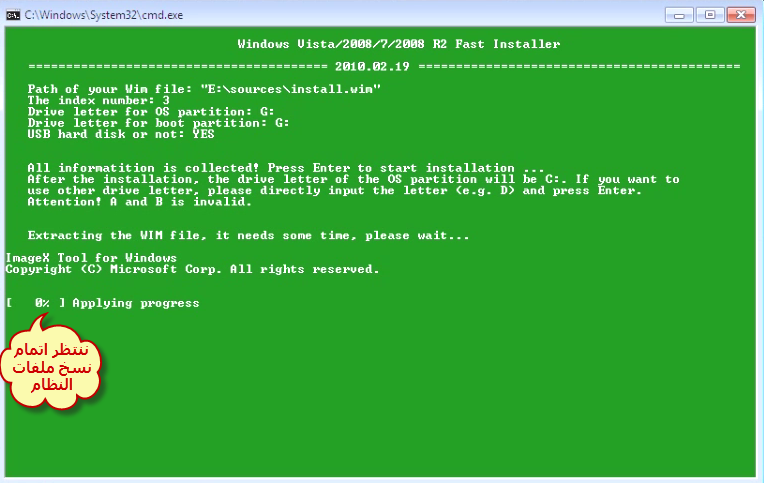 C:\Windows\System32\cmd.exe
Windows Vista/2008/7/2008 R2 Fast Installer
======================================== 2010.02.19 ===========================================
Path of your Wim file: "E:\sources\install.wim"
The index number: 3
Drive letter for OS partition: G:
Drive letter for boot partition: G:
USB hard disk or not: YES
All informatition is collected! Press Enter to start installation ...
After the installation, the drive letter of the OS partition will be C:. If you want to
use other drive letter, please directly input the letter (e.g. D) and press Enter.
Attention! A and B is invalid.
Extracting the WIM file, it needs some time, please wait...
ImageX Tool for Windows
Copyright (C) Microsoft Corp. All rights reserved.
[   0% ] Applying progress
ننتظر اتمام
نسخ ملفات
النظام